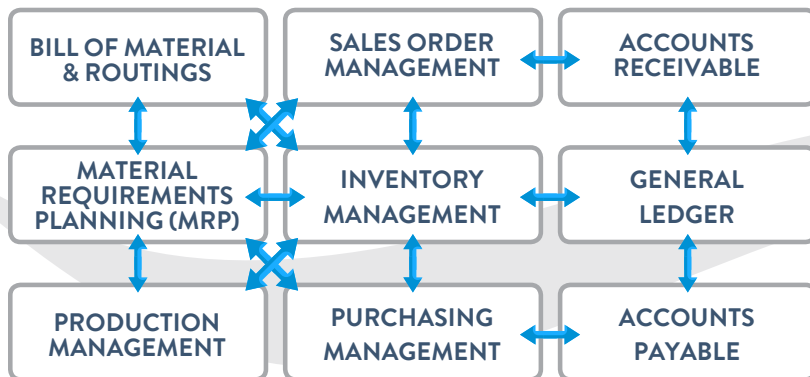 BILL OF MATERIAL
& ROUTINGS
SALES ORDER
MANAGEMENT
ACCOUNTS
RECEIVABLE
MATERIAL
REQUIREMENTS
PLANNING (MRP)
INVENTORY
MANAGEMENT
GENERAL
LEDGER
PRODUCTION
MANAGEMENT
PURCHASING
MANAGEMENT
ACCOUNTS
PAYABLE